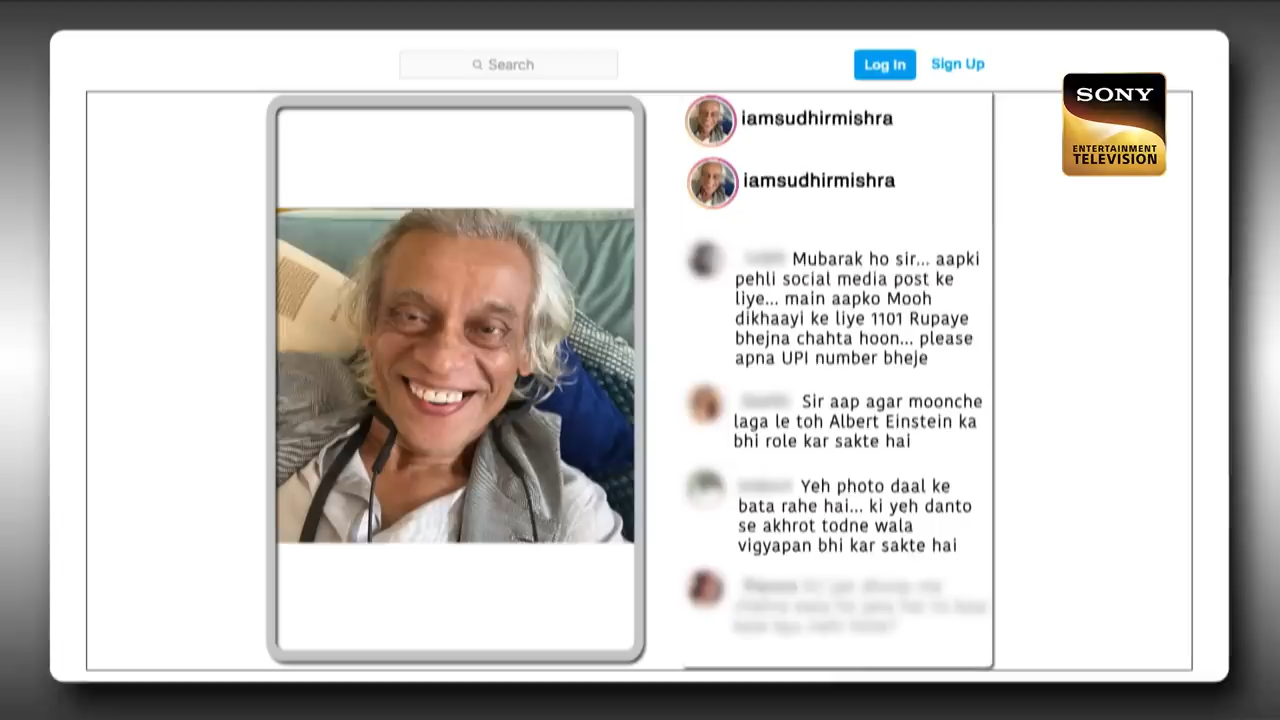 Search
Log In
Sign Up
SONY
ENTERTAINMENT
TELEVISION
iamsudhirmishra
iamsudhirmishra
Mubarak ho sir... aapki
pehli social media post ke
liye... main aapko Mooh
dikhaayi ke liye 1101 Rupaye
bhejna chahta hoon... please
apna UPI number bheje
Sir aap agar moonche
laga le toh Albert Einstein ka
bhi role kar sakte hai
Yeh photo daal ke
bata rahe hai... ki yeh danto
se akhrot todne wala
vigyapan bhi kar sakte hai